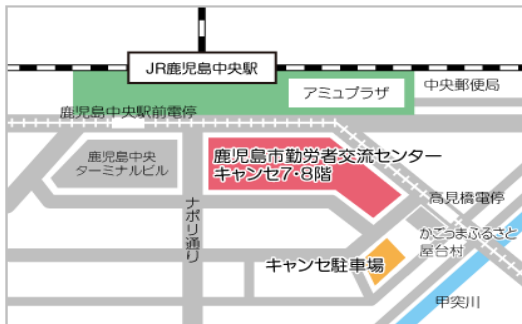 JR鹿児島中央駅
アミュプラザ
中央郵便局
鹿児島中央駅前電停
鹿児島中央
ターミナルビル
鹿児島市勤労者交流センター
キャンセ7・8階
高見橋電停
ナポリ通り
かごっまふるさと
屋台村
キャンセ駐車場
甲突川